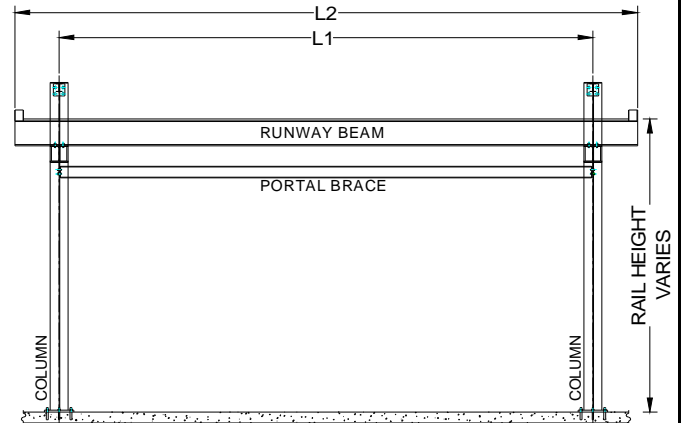 L2
L1
RUNWAY BEAM
PORTAL BRACE
RAIL HEIGHT
VARIES
COLUMN
COLUMN